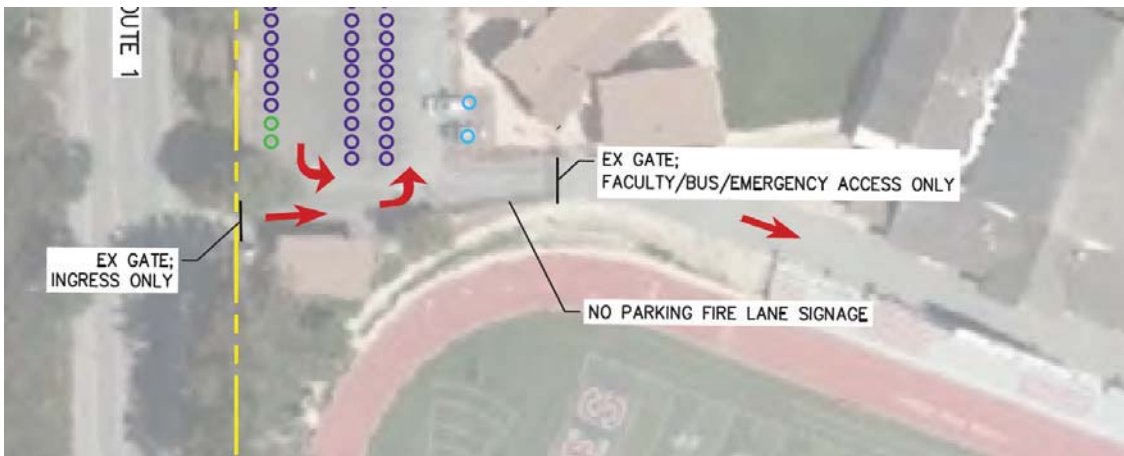 OUTE 1
EX GATE;
FACULTY/BUS/EMERGENCY ACCESS ONLY
EX GATE;
INGRESS ONLY
NO PARKING FIRE LANE SIGNAGE